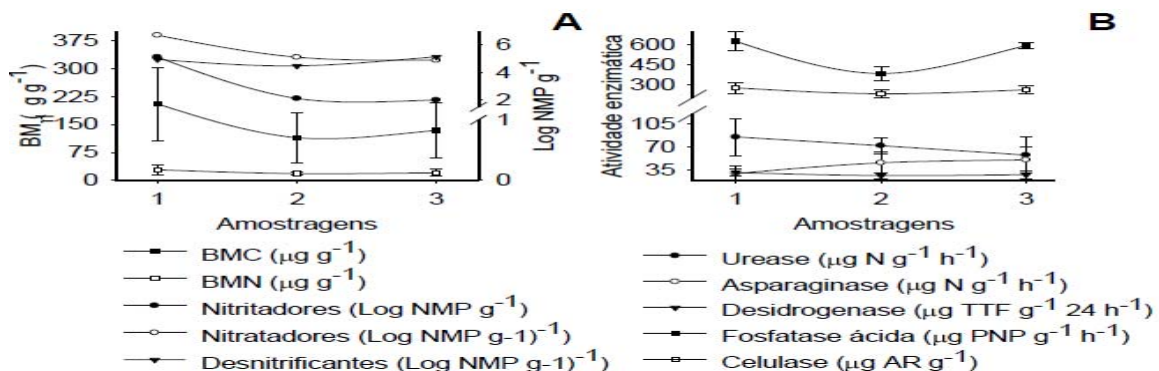 A
B
375
300
225
150
75
0
BM ( µg g⁻¹)
6
4
2
1
0
Log NMP g⁻¹
1 2 3
Amostragens
BMC (µg g⁻¹)
BMN (µg g⁻¹)
Nitritadores (Log NMP g⁻¹)
Nitratadores (Log NMP g-1)⁻¹
Desnitrificantes (Log NMP g-1)⁻¹
Atividade enzimática
600
450
300
105
70
35
1 2 3
Amostragens
Urease (µg N g⁻¹ h⁻¹)
Asparaginase (µg N g⁻¹ h⁻¹)
Desidrogenase (µg TTF g⁻¹ 24 h⁻¹)
Fosfatase ácida (µg PNP g⁻¹ h⁻¹)
Celulase (µg AR g⁻¹)